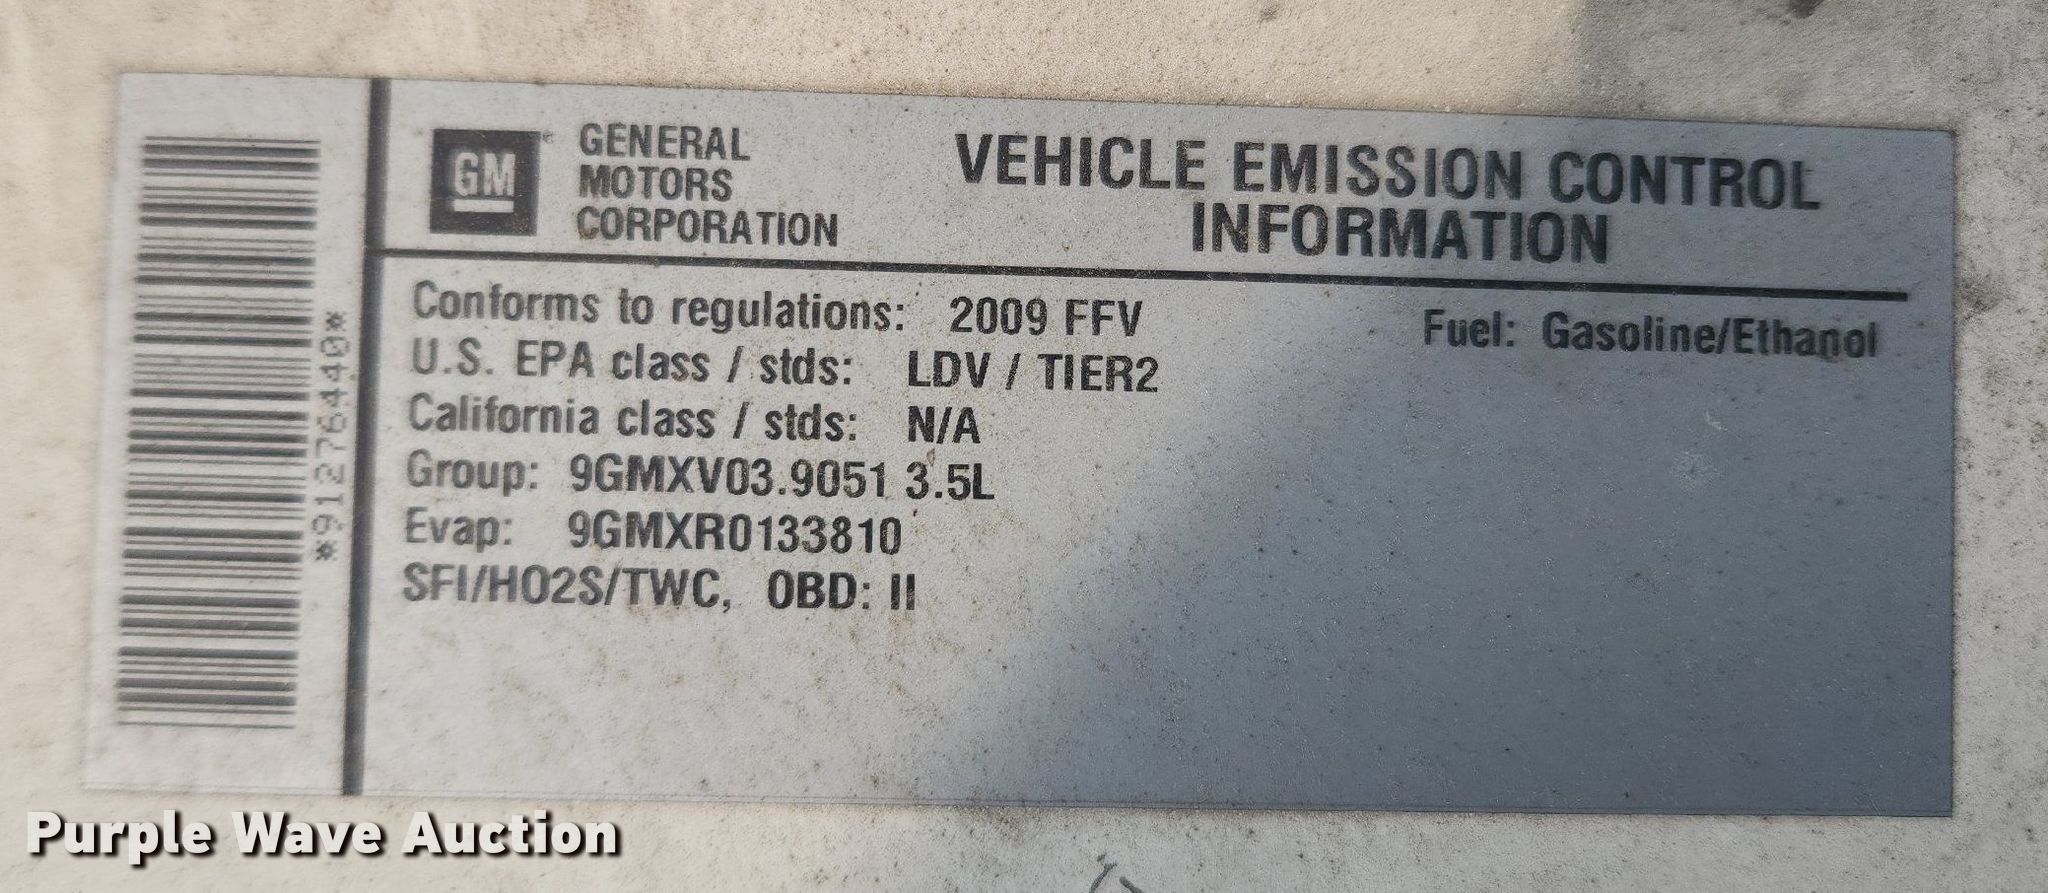 *91276440*
GM
GENERAL
MOTORS
CORPORATION
VEHICLE EMISSION CONTROL
INFORMATION
Conforms to regulations: 2009 FFV
Fuel: Gasoline/Ethanol
U.S. EPA class / stds: LDV / TIER2
California class / stds: N/A
Group: 9GMXV03.9051 3.5L
Evap: 9GMXR0133810
SFI/HO2S/TWC, OBD: II
Purple Wave Auction